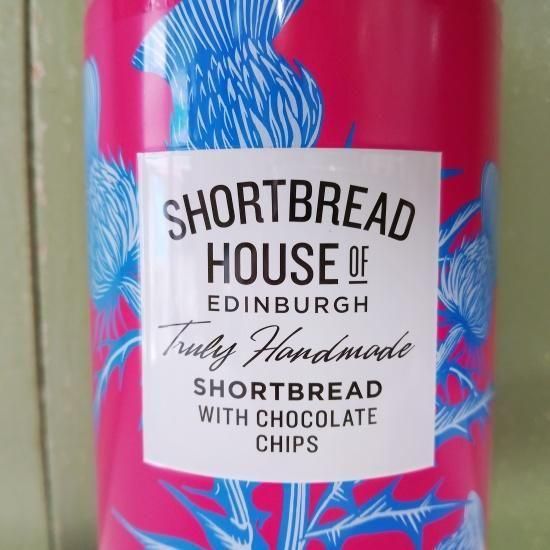 SHORTBREAD
HOUSE OF
EDINBURGH
Truly Handmade
SHORTBREAD
WITH CHOCOLATE
CHIPS